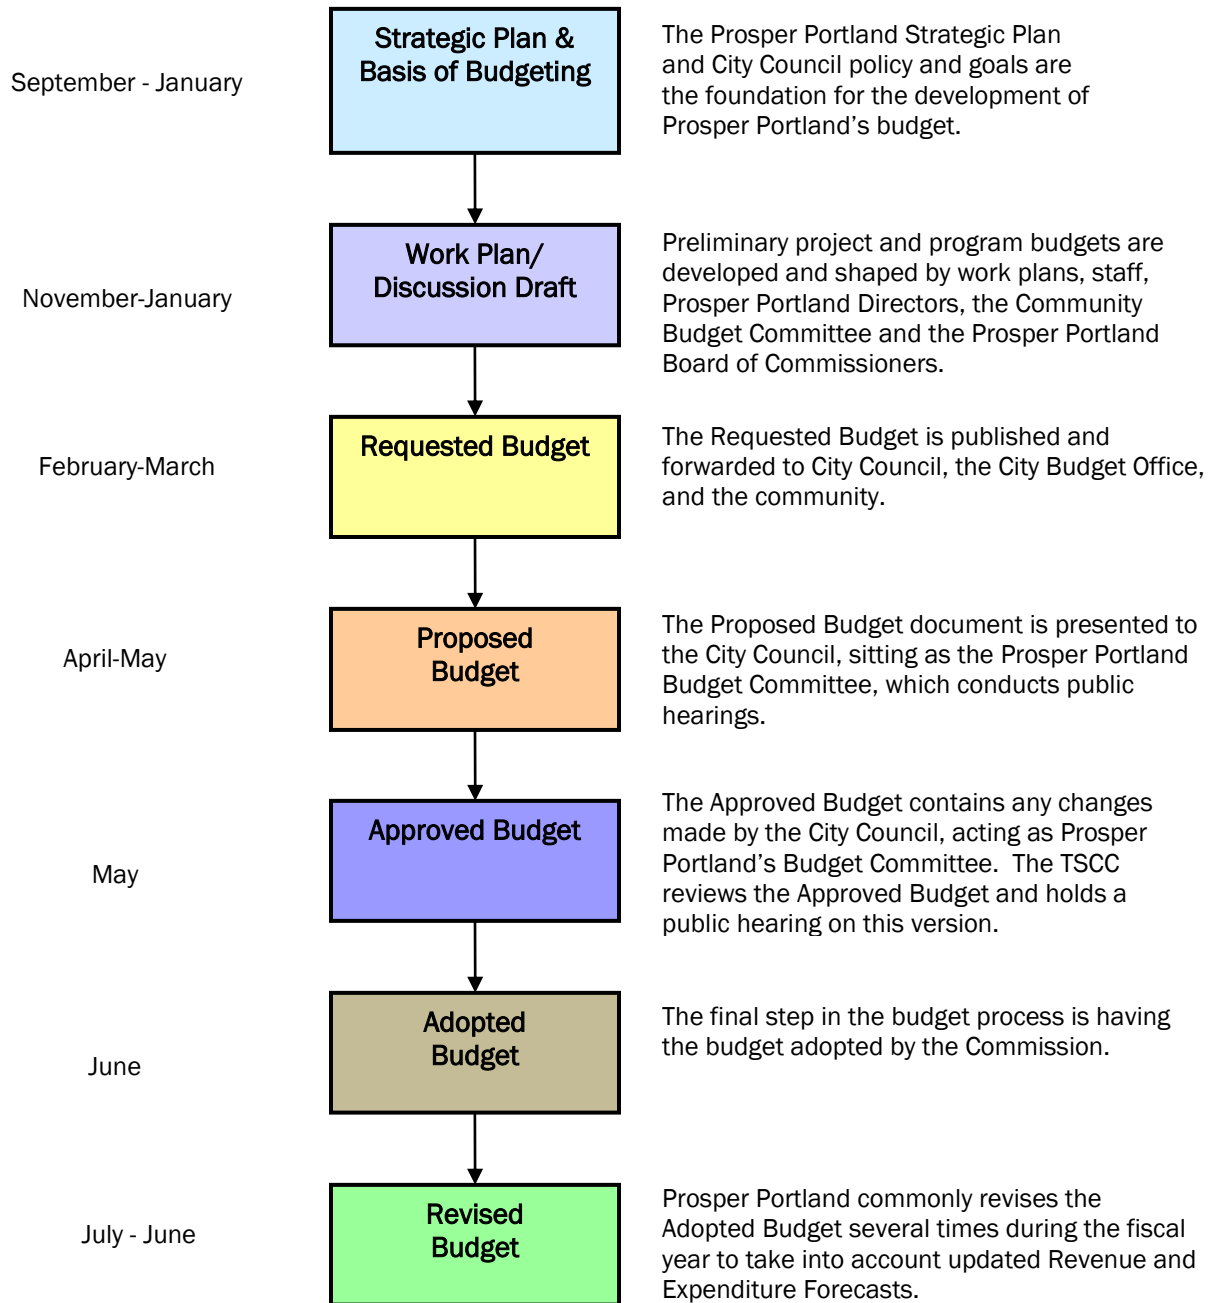 September - January
Strategic Plan &
Basis of Budgeting
The Prosper Portland Strategic Plan
and City Council policy and goals are
the foundation for the development of
Prosper Portland’s budget.
November-January
Work Plan/
Discussion Draft
Preliminary project and program budgets are
developed and shaped by work plans, staff,
Prosper Portland Directors, the Community
Budget Committee and the Prosper Portland
Board of Commissioners.
February-March
Requested Budget
The Requested Budget is published and
forwarded to City Council, the City Budget Office,
and the community.
April-May
Proposed
Budget
The Proposed Budget document is presented to
the City Council, sitting as the Prosper Portland
Budget Committee, which conducts public
hearings.
May
Approved Budget
The Approved Budget contains any changes
made by the City Council, acting as Prosper
Portland’s Budget Committee.  The TSCC
reviews the Approved Budget and holds a
public hearing on this version.
June
Adopted
Budget
The final step in the budget process is having
the budget adopted by the Commission.
July - June
Revised
Budget
Prosper Portland commonly revises the
Adopted Budget several times during the fiscal
year to take into account updated Revenue and
Expenditure Forecasts.